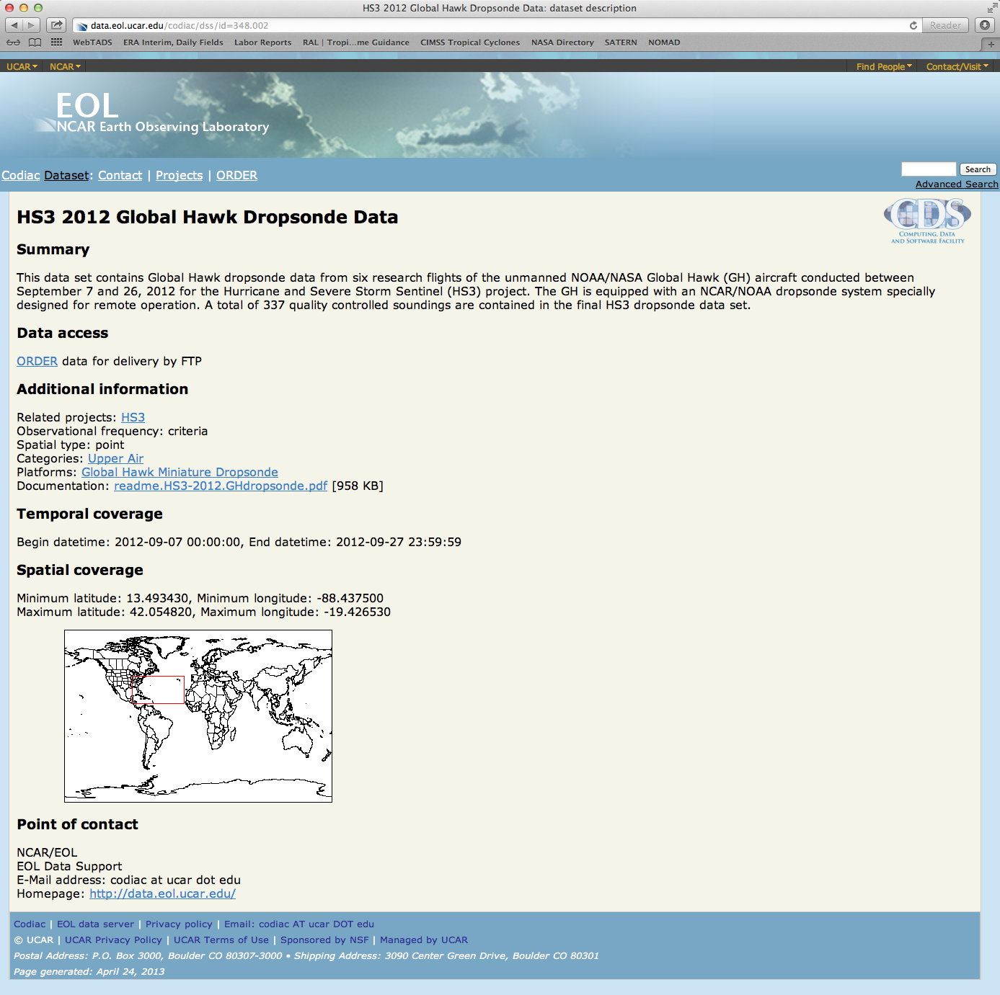 HS3 2012 Global Hawk Dropsonde Data: dataset description
data.eol.ucar.edu/codiac/dss/id=348.002
Reader
WebTADS ERA Interim, Daily Fields Labor Reports RAL | Tropi...me Guidance CIMSS Tropical Cyclones NASA Directory SATERN NOMAD
UCAR NCAR Find People Contact/Visit
EOL
NCAR Earth Observing Laboratory
Codiac Dataset: Contact | Projects | ORDER
Search
Advanced Search
CDS
COMPUTING, DATA
AND SOFTWARE FACILITY
HS3 2012 Global Hawk Dropsonde Data
Summary
This data set contains Global Hawk dropsonde data from six research flights of the unmanned NOAA/NASA Global Hawk (GH) aircraft conducted between
September 7 and 26, 2012 for the Hurricane and Severe Storm Sentinel (HS3) project. The GH is equipped with an NCAR/NOAA dropsonde system specially
designed for remote operation. A total of 337 quality controlled soundings are contained in the final HS3 dropsonde data set.
Data access
ORDER data for delivery by FTP
Additional information
Related projects: HS3
Observational frequency: criteria
Spatial type: point
Categories: Upper Air
Platforms: Global Hawk Miniature Dropsonde
Documentation: readme.HS3-2012.GHdropsonde.pdf [958 KB]
Temporal coverage
Begin datetime: 2012-09-07 00:00:00, End datetime: 2012-09-27 23:59:59
Spatial coverage
Minimum latitude: 13.493430, Minimum longitude: -88.437500
Maximum latitude: 42.054820, Maximum longitude: -19.426530
Point of contact
NCAR/EOL
EOL Data Support
E-Mail address: codiac at ucar dot edu
Homepage: http://data.eol.ucar.edu/
Codiac | EOL data server | Privacy policy | Email: codiac AT ucar DOT edu
© UCAR | UCAR Privacy Policy | UCAR Terms of Use | Sponsored by NSF | Managed by UCAR
Postal Address: P.O. Box 3000, Boulder CO 80307-3000 • Shipping Address: 3090 Center Green Drive, Boulder CO 80301
Page generated: April 24, 2013